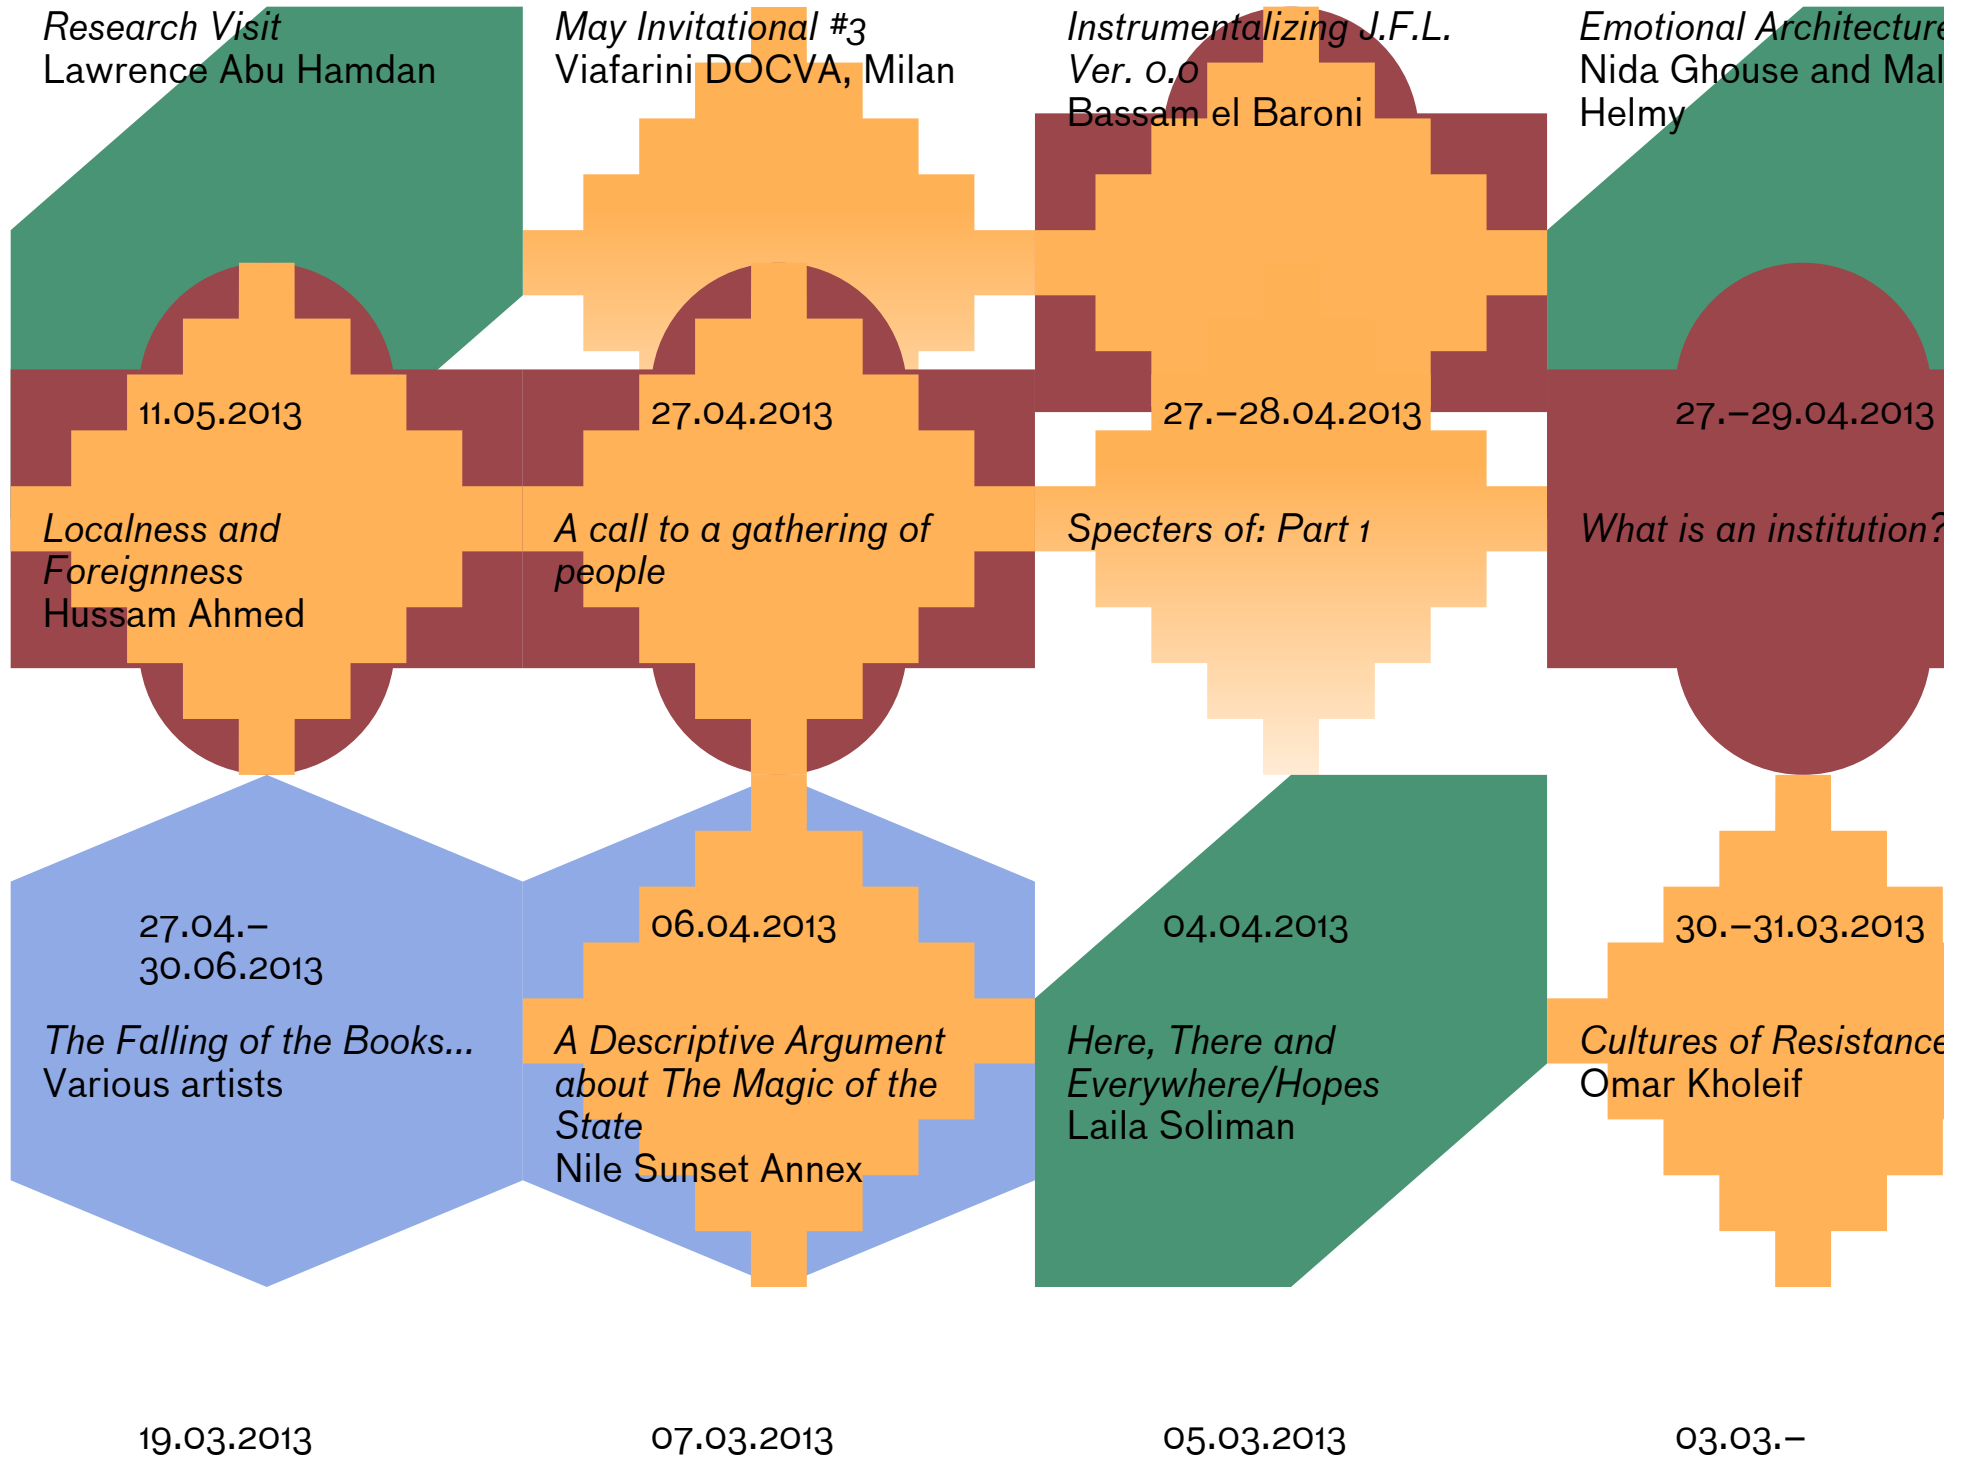 Research Visit
Lawrence Abu Hamdan
May Invitational #3
Viafarini DOCVA, Milan
Instrumentalizing J.F.L.
Ver. 0.0
Bassam el Baroni
Emotional Architecture
Nida Ghouse and Mal
Helmy
11.05.2013
Localness and
Foreignness
Hussam Ahmed
27.04.2013
A call to a gathering of
people
27.–28.04.2013
Specters of: Part 1
27.–29.04.2013
What is an institution?
27.04.–
30.06.2013
The Falling of the Books...
Various artists
06.04.2013
A Descriptive Argument
about The Magic of the
State
Nile Sunset Annex
04.04.2013
Here, There and
Everywhere/Hopes
Laila Soliman
30.–31.03.2013
Cultures of Resistance
Omar Kholeif
19.03.2013
07.03.2013
05.03.2013
03.03.–